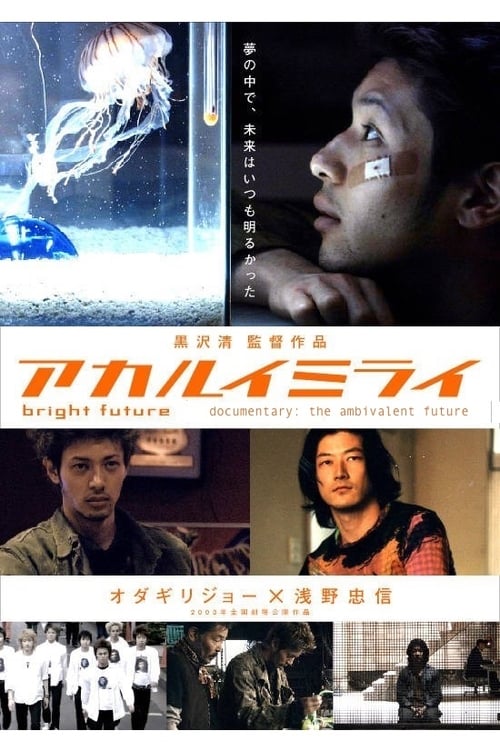 夢の中で、未来はいつも明るかった
黒沢清 監督作品
アカルイミライ
bright future
documentary: the ambivalent future
オダギリジョー×浅野忠信
2003年全国劇場公開作品